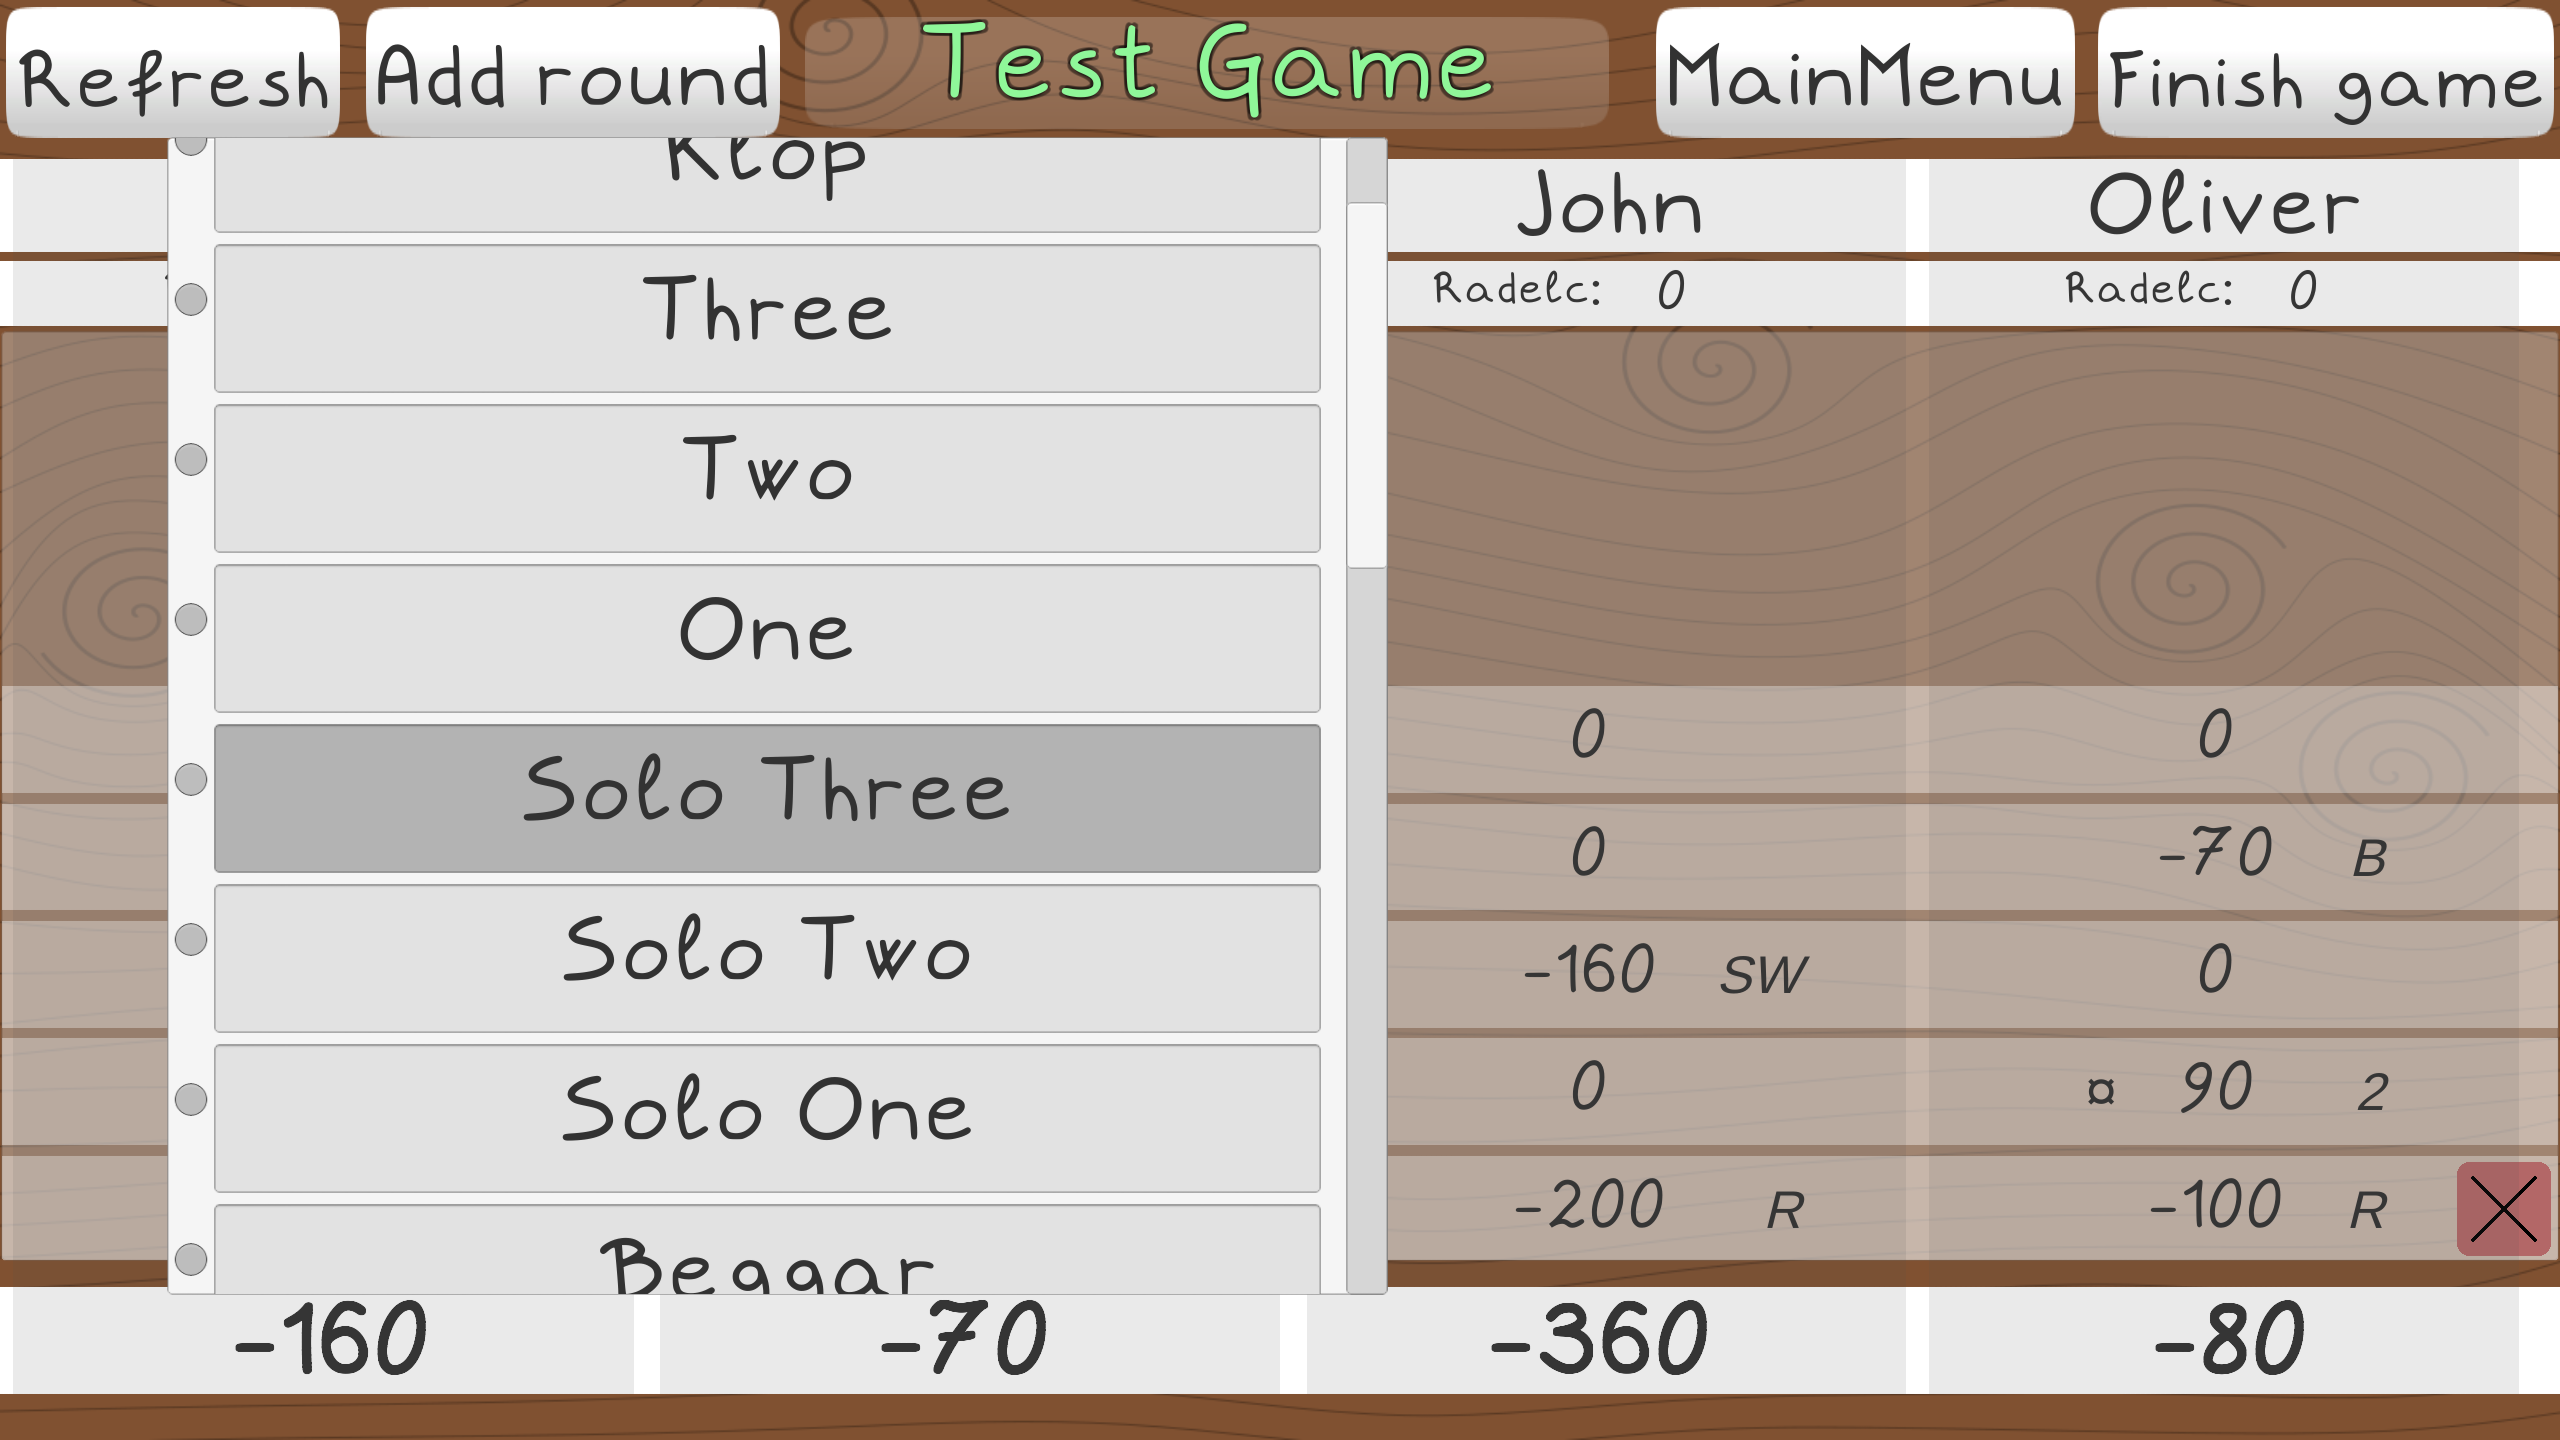 Refresh
Add round
Test Game
MainMenu
Finish game
Klop
Three
Two
One
Solo Three
Solo Two
Solo One
Beggar
John
Oliver
Radelc: 0
Radelc: 0
0
0
0
-70 B
-160 SW
0
0
¤ 90 2
-200 R
-100 R
-160
-70
-360
-80